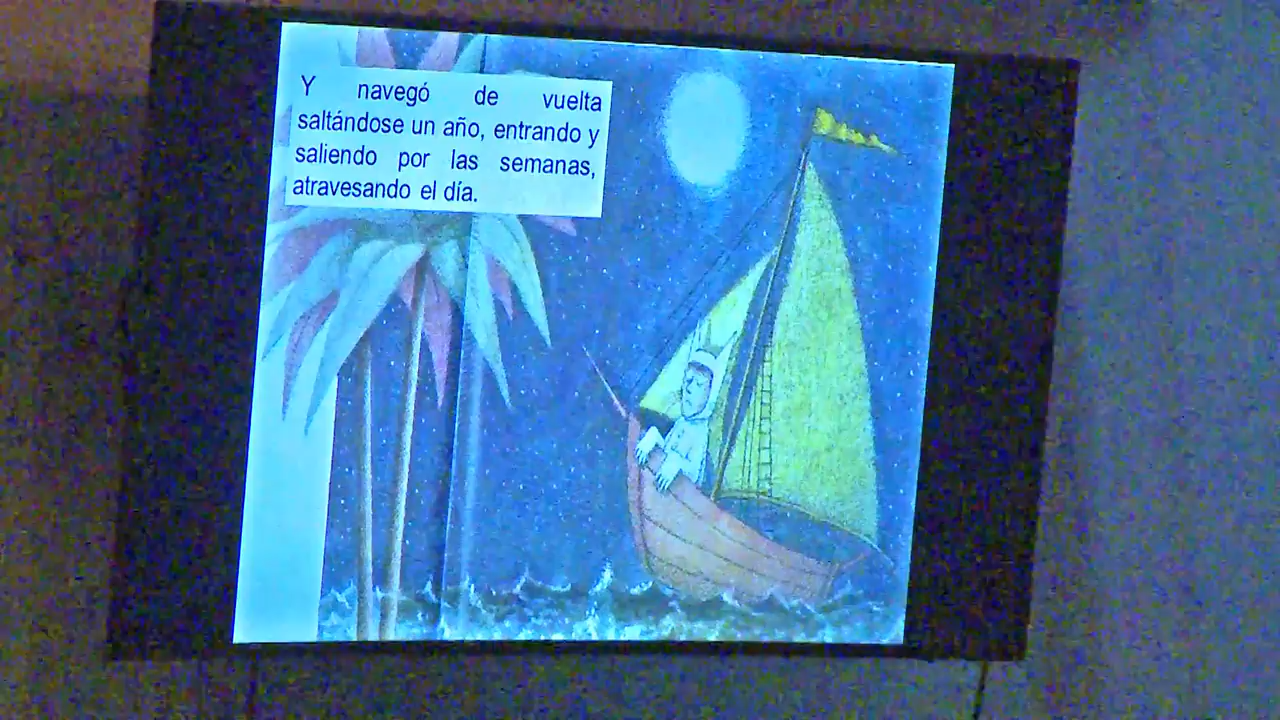 Y navegó de vuelta
saltándose un año, entrando y
saliendo por las semanas,
atravesando el día.